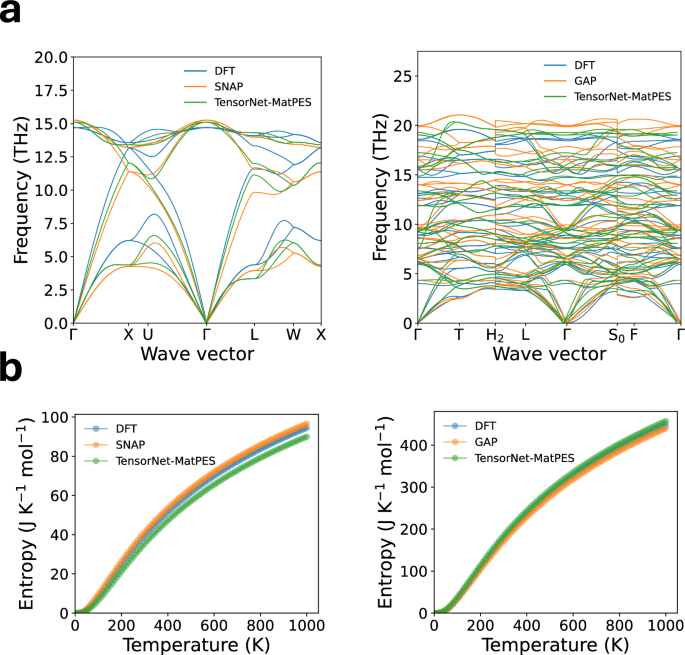 a
20.0
17.5
15.0
12.5
10.0
7.5
5.0
2.5
0.0
Frequency (THz)
DFT
SNAP
TensorNet-MatPES
Γ X U Γ L W X
Wave vector
25
20
15
10
5
0
Frequency (THz)
DFT
GAP
TensorNet-MatPES
Γ T H₂ L Γ S₀ F Γ
Wave vector
b
100
80
60
40
20
0
Entropy (J K⁻¹ mol⁻¹)
DFT
SNAP
TensorNet-MatPES
0 200 400 600 800 1000
Temperature (K)
400
300
200
100
0
Entropy (J K⁻¹ mol⁻¹)
DFT
GAP
TensorNet-MatPES
0 200 400 600 800 1000
Temperature (K)